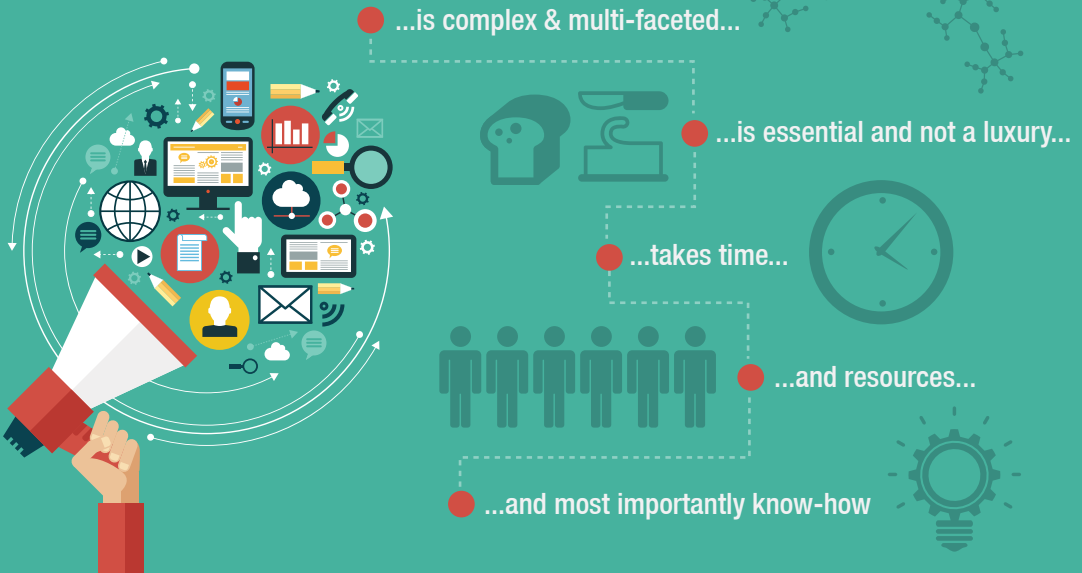 ...is complex & multi-faceted...
...is essential and not a luxury...
...takes time...
...and resources...
...and most importantly know-how